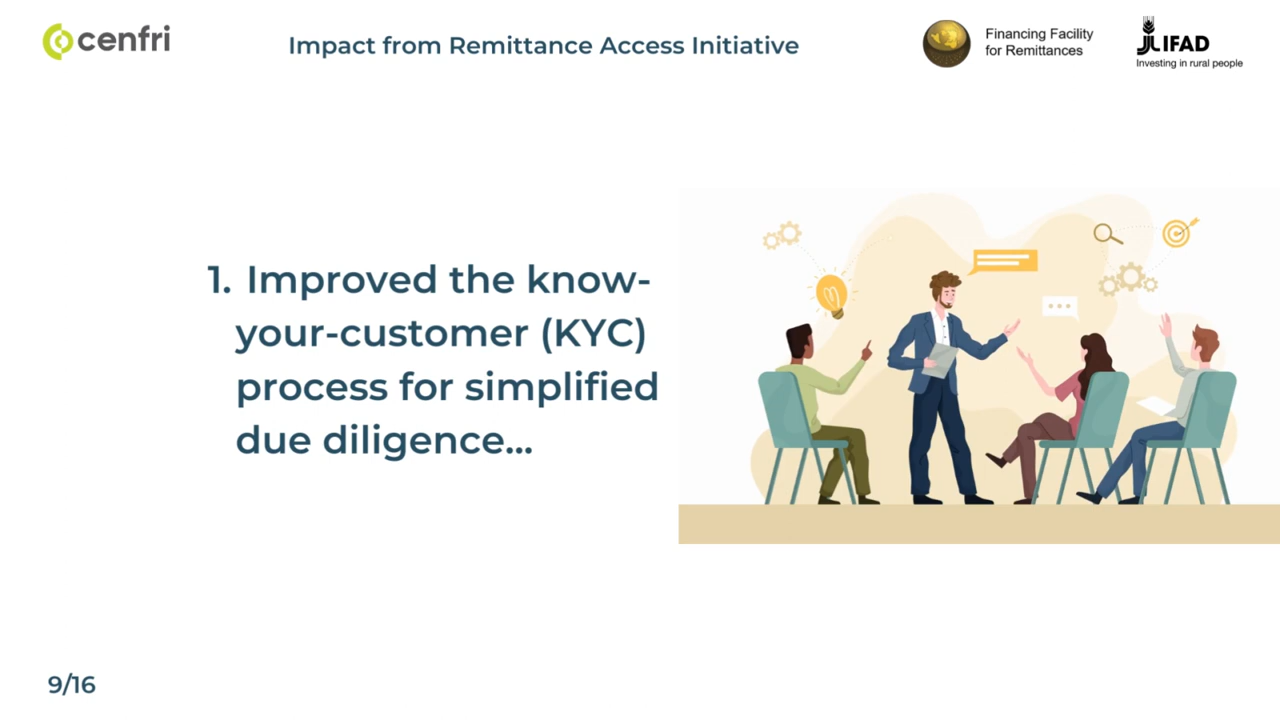 cenfri
Impact from Remittance Access Initiative
Financing Facility
for Remittances
IFAD
Investing in rural people
1. Improved the know-
your-customer (KYC)
process for simplified
due diligence...
9/16